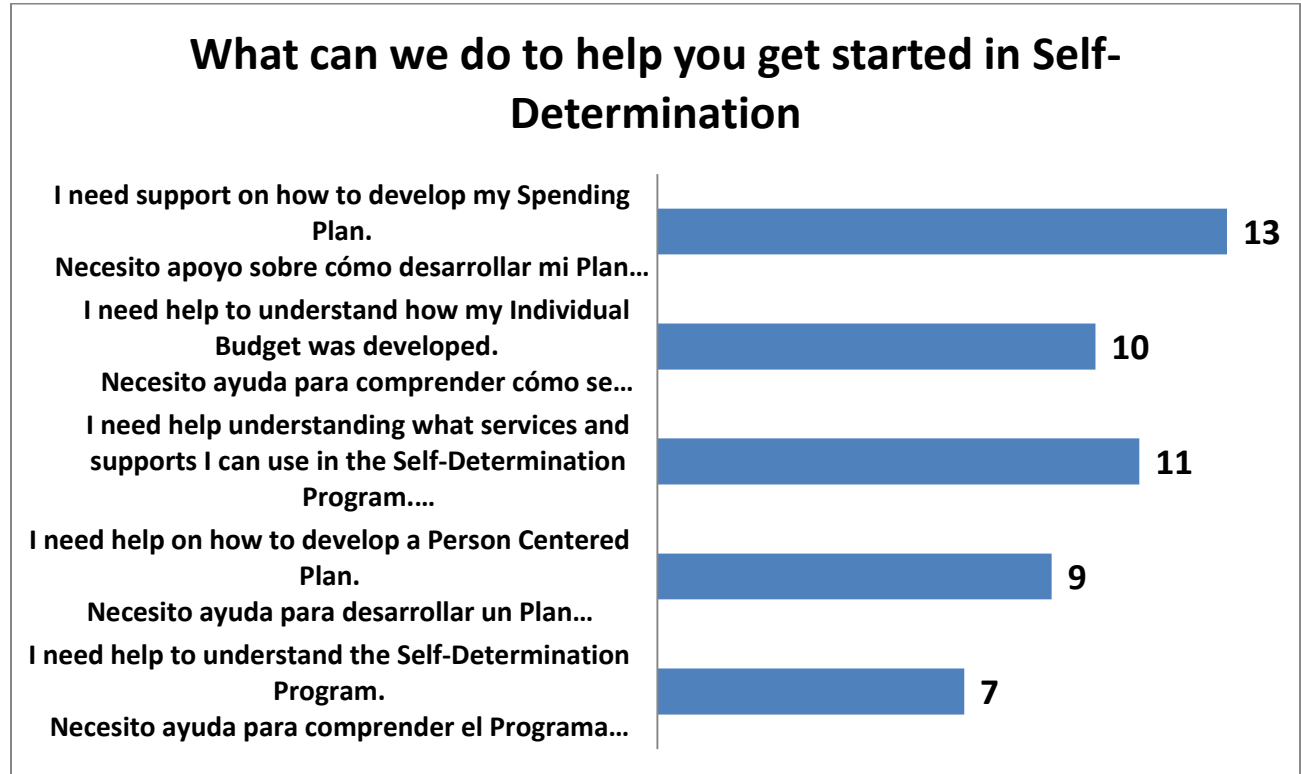 What can we do to help you get started in Self-
Determination
I need support on how to develop my Spending
Plan.
Necesito apoyo sobre cómo desarrollar mi Plan…
13
I need help to understand how my Individual
Budget was developed.
Necesito ayuda para comprender cómo se…
10
I need help understanding what services and
supports I can use in the Self-Determination
Program.…
11
I need help on how to develop a Person Centered
Plan.
Necesito ayuda para desarrollar un Plan…
9
I need help to understand the Self-Determination
Program.
Necesito ayuda para comprender el Programa…
7